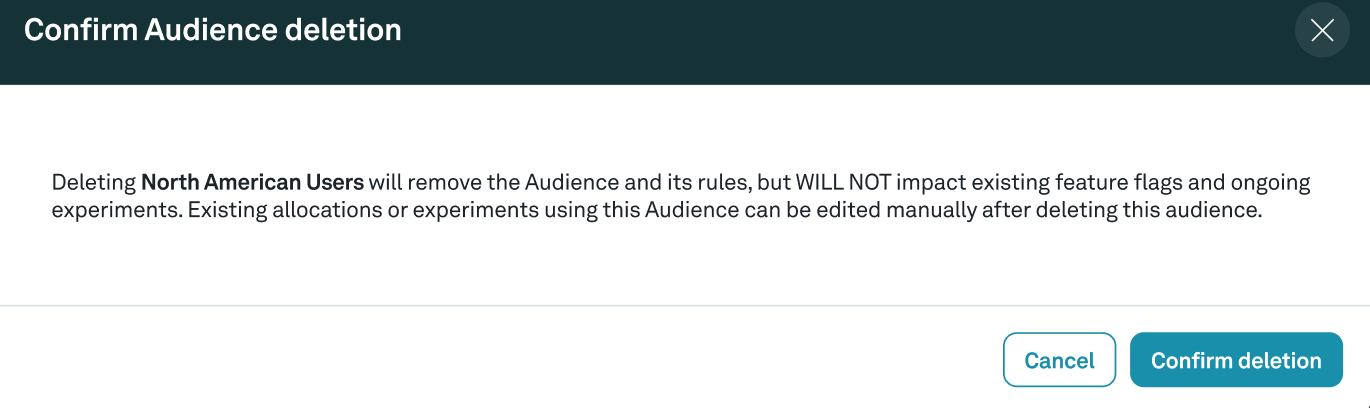 Confirm Audience deletion
Deleting North American Users will remove the Audience and its rules, but WILL NOT impact existing feature flags and ongoing
experiments. Existing allocations or experiments using this Audience can be edited manually after deleting this audience.
Cancel
Confirm deletion